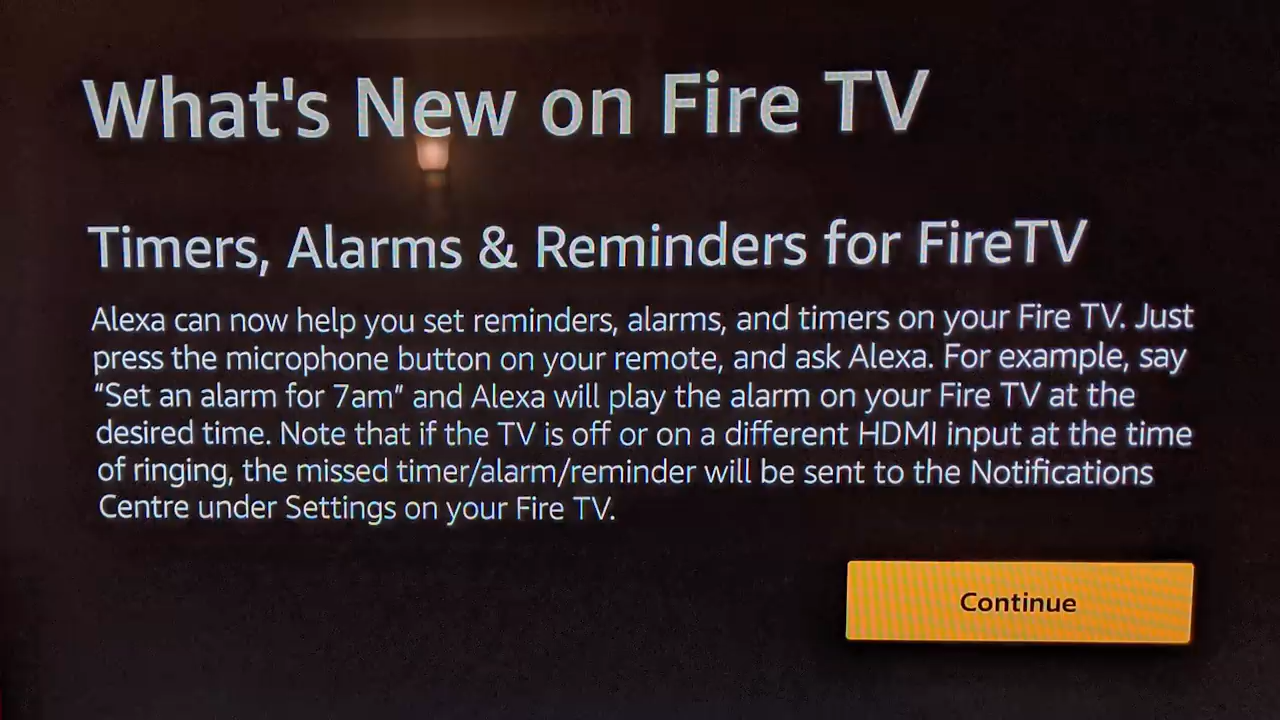 What's New on Fire TV
Timers, Alarms & Reminders for FireTV
Alexa can now help you set reminders, alarms, and timers on your Fire TV. Just
press the microphone button on your remote, and ask Alexa. For example, say
"Set an alarm for 7am" and Alexa will play the alarm on your Fire TV at the
desired time. Note that if the TV is off or on a different HDMI input at the time
of ringing, the missed timer/alarm/reminder will be sent to the Notifications
Centre under Settings on your Fire TV.
Continue